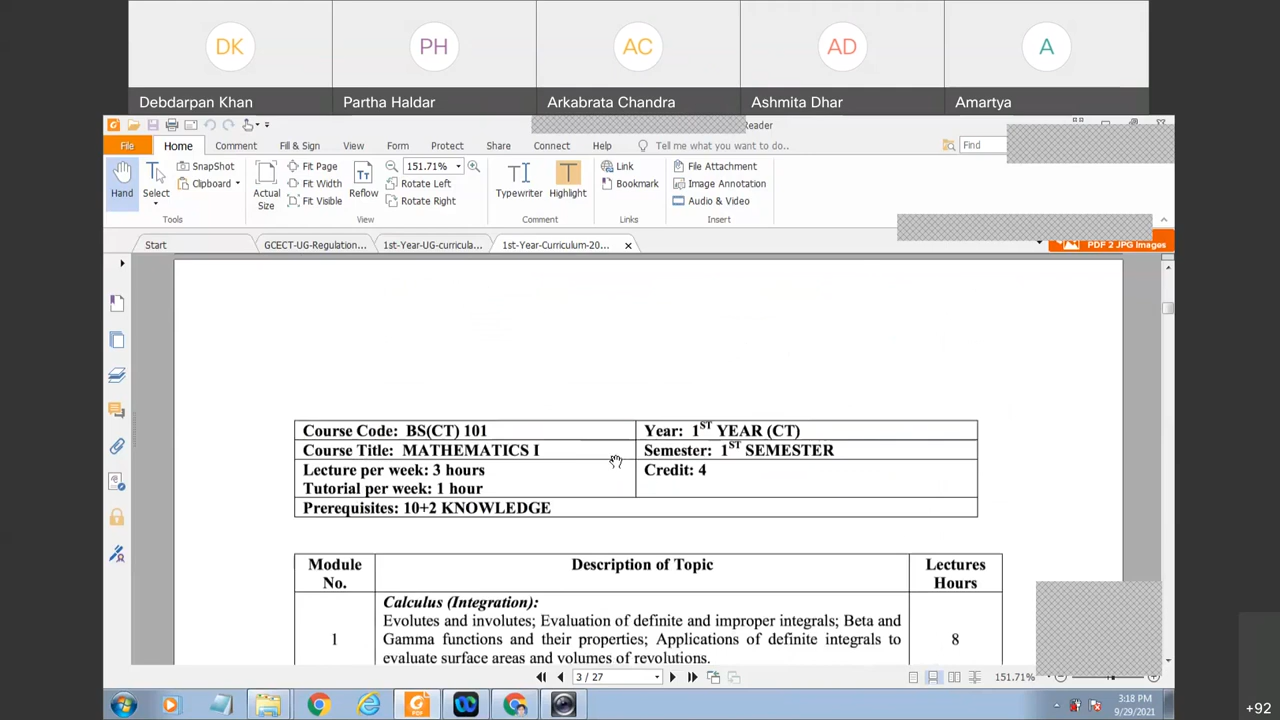 DK
PH
AC
AD
A
Debdarpan Khan
Partha Haldar
Arkabrata Chandra
Ashmita Dhar
Amartya
Reader
File
Home
Comment
Fill & Sign
View
Form
Protect
Share
Connect
Help
Tell me what you want to do..
Find
Hand
Select
SnapShot
Clipboard
Tools
Actual
Size
Fit Page
Fit Width
Fit Visible
Reflow
151.71%
Rotate Left
Rotate Right
View
Typewriter
Highlight
Comment
Link
Bookmark
Links
File Attachment
Image Annotation
Audio & Video
Insert
Start
GCECT-UG-Regulation...
1st-Year-UG-curricula...
1st-Year-Curriculum-20...
PDF 2 JPG Images
Course Code: BS(CT) 101
Year: 1ST YEAR (CT)
Course Title: MATHEMATICS I
Semester: 1ST SEMESTER
Lecture per week: 3 hours
Tutorial per week: 1 hour
Credit: 4
Prerequisites: 10+2 KNOWLEDGE
Module
No.
Description of Topic
Lectures
Hours
1
Calculus (Integration):
Evolutes and involutes; Evaluation of definite and improper integrals; Beta and
Gamma functions and their properties; Applications of definite integrals to
evaluate surface areas and volumes of revolutions.
8
3 / 27
151.71%
3:18 PM
9/29/2021
+92